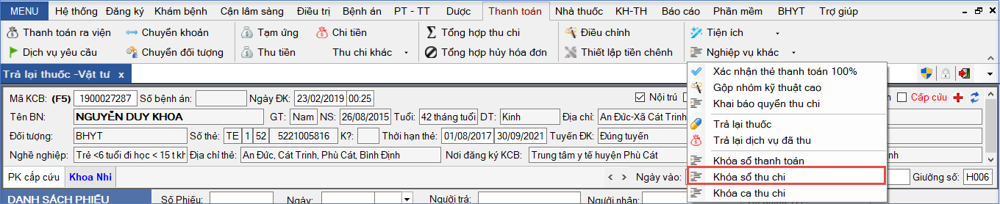 MENU Hệ thống Đăng ký Khám bệnh Cận lâm sàng Điều trị Bệnh án PT - TT Dược Thanh toán Nhà thuốc KH-TH Báo cáo Phần mềm BHYT Trợ giúp
Thanh toán ra viện Chuyển khoản Tạm ứng Chi tiền Tổng hợp thu chi Điều chỉnh Tiện ích
Dịch vụ yêu cầu Chuyển đối tượng Thu tiền Thu chi khác Tổng hợp hủy hóa đơn Thiết lập tiền chênh Nghiệp vụ khác
Trả lại thuốc -Vật tư x
Xác nhận thẻ thanh toán 100%
Gộp nhóm kỹ thuật cao
Khai báo quyển thu chi
Trả lại thuốc
Trả lại dịch vụ đã thu
Khóa sổ thanh toán
Khóa sổ thu chi
Khóa ca thu chi
Mã KCB: (F5) 1900027287 Số bệnh án: Ngày ĐK: 23/02/2019 00:25 Nội trú Cấp cứu
Tên BN: NGUYỄN DUY KHOA GT: Nam NS: 26/08/2015 Tuổi: 42 tháng tuổi DT: Kinh Địa chỉ: An Đức-Xã Cát Trinh
Đối tượng: BHYT Số thẻ: TE 1 52 5221005816 K?: Thời hạn thẻ: 01/08/2017 30/09/2021 Tuyến ĐK: Đúng tuyến
Nghề nghiệp: Trẻ <6 tuổi đi học < 15 t kh Địa chỉ thẻ: An Đức, Cát Trinh, Phù Cát, Bình Định Nơi đăng ký KCB: Trung tâm y tế huyện Phù Cát
PK cấp cứu Khoa Nhi < > Ngày vào: Giường số: H006
DANH SÁCH PHIẾU Số Phiếu: Ngày: Người trả: Người nhận: